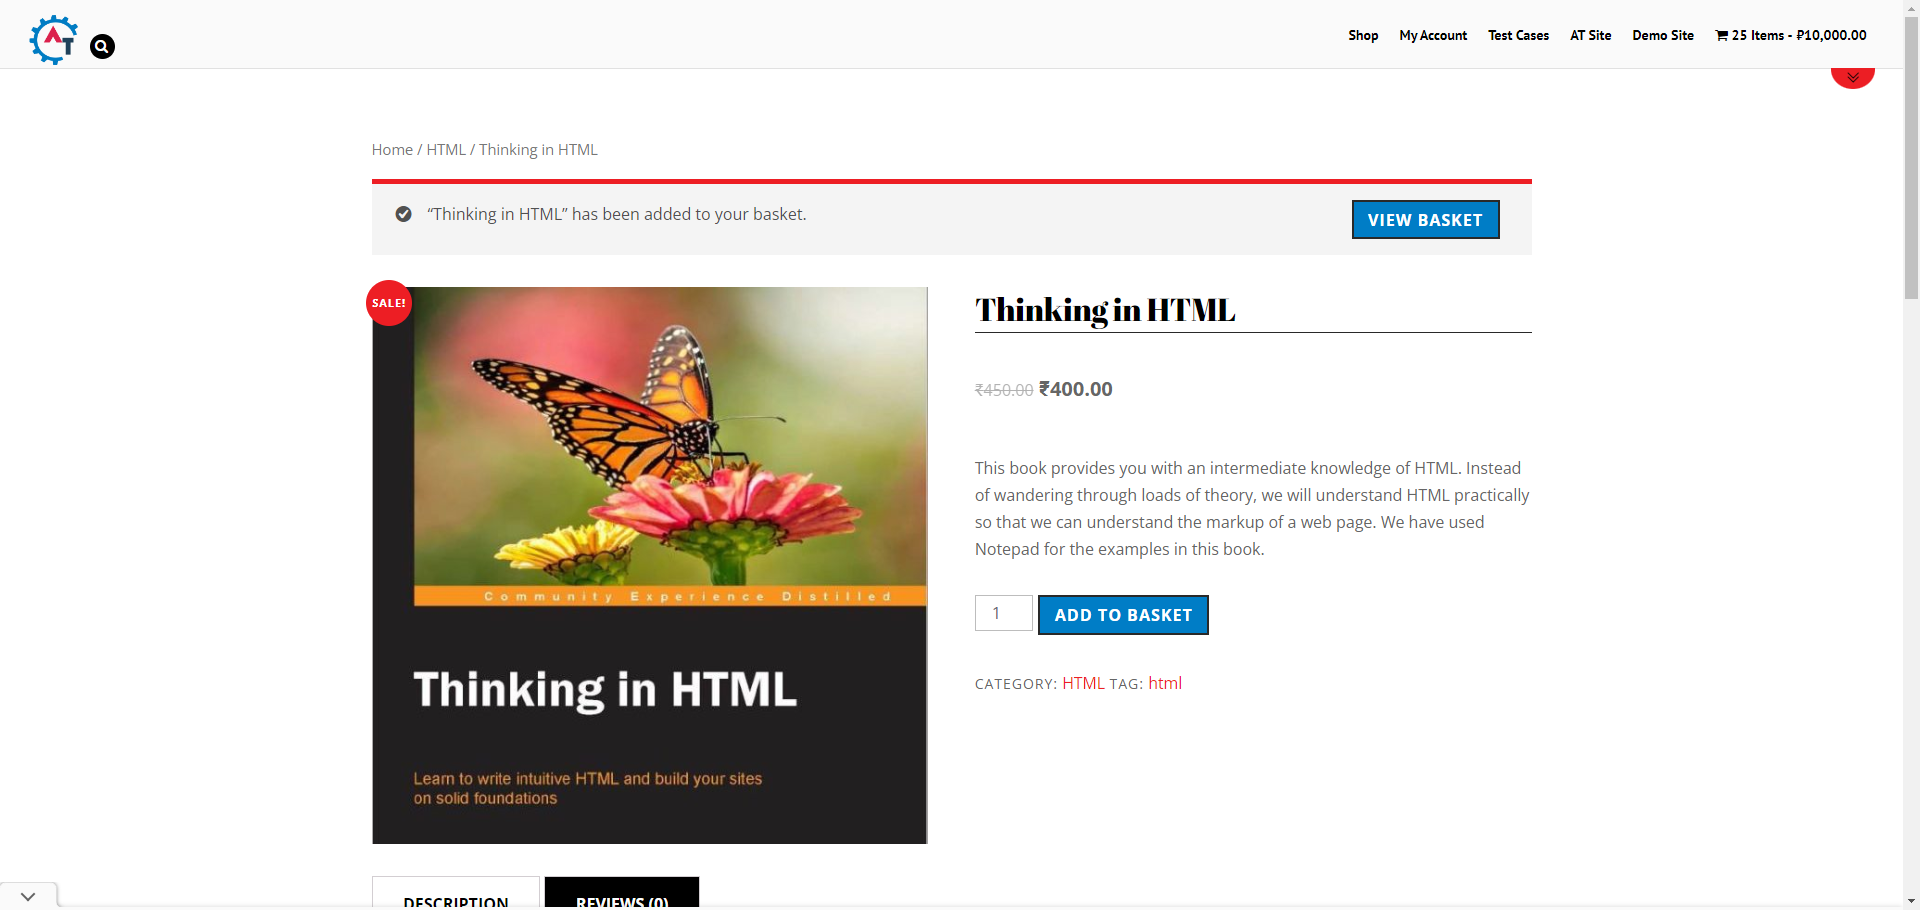 AT
Shop My Account Test Cases AT Site Demo Site 25 Items - ₽10,000.00
Home / HTML / Thinking in HTML
“Thinking in HTML” has been added to your basket.
VIEW BASKET
SALE!
Community Experience Distilled
Thinking in HTML
Learn to write intuitive HTML and build your sites
on solid foundations
Thinking in HTML
₹450.00 ₹400.00
This book provides you with an intermediate knowledge of HTML. Instead
of wandering through loads of theory, we will understand HTML practically
so that we can understand the markup of a web page. We have used
Notepad for the examples in this book.
1
ADD TO BASKET
CATEGORY: HTML TAG: html
DESCRIPTION
REVIEWS (0)